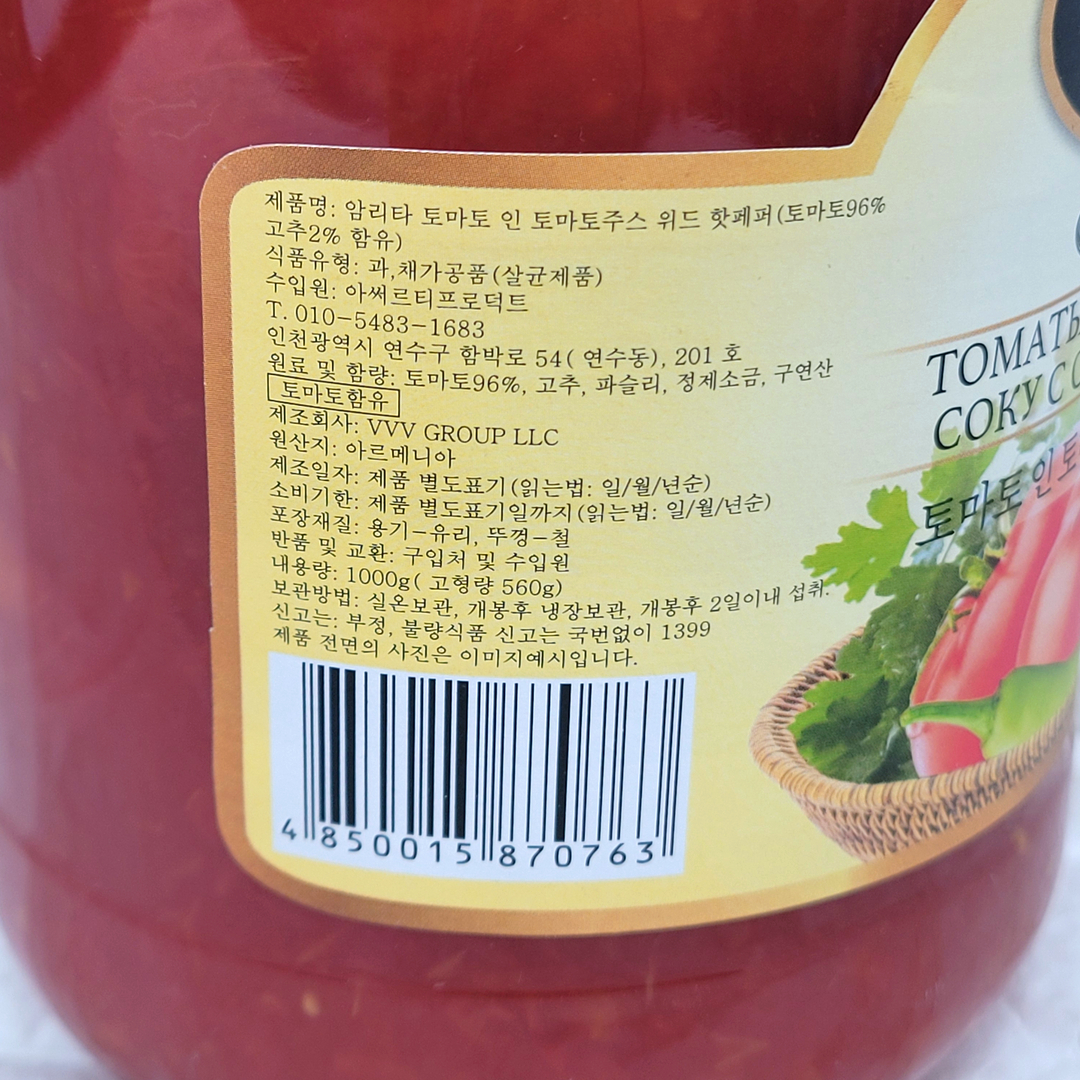 제품명: 암리타 토마토 인 토마토주스 위드 핫페퍼(토마토96%
고추2% 함유)
식품유형: 과,채가공품(살균제품)
수입원: 아써르티프로덕트
T. 010-5483-1683
인천광역시 연수구 함박로 54( 연수동), 201 호
원료 및 함량: 토마토96%, 고추, 파슬리, 정제소금, 구연산
토마토함유
제조회사: VVV GROUP LLC
원산지: 아르메니아
제조일자: 제품 별도표기(읽는법: 일/월/년순)
소비기한: 제품 별도표기일까지(읽는법: 일/월/년순)
포장재질: 용기-유리, 뚜껑-철
반품 및 교환: 구입처 및 수입원
내용량: 1000g( 고형량 560g)
보관방법: 실온보관, 개봉후 냉장보관, 개봉후 2일이내 섭취.
신고는: 부정, 불량식품 신고는 국번없이 1399
제품 전면의 사진은 이미지예시입니다.
4 850015 870763
ТОМАТЫ
СОКУ С
토마토 인